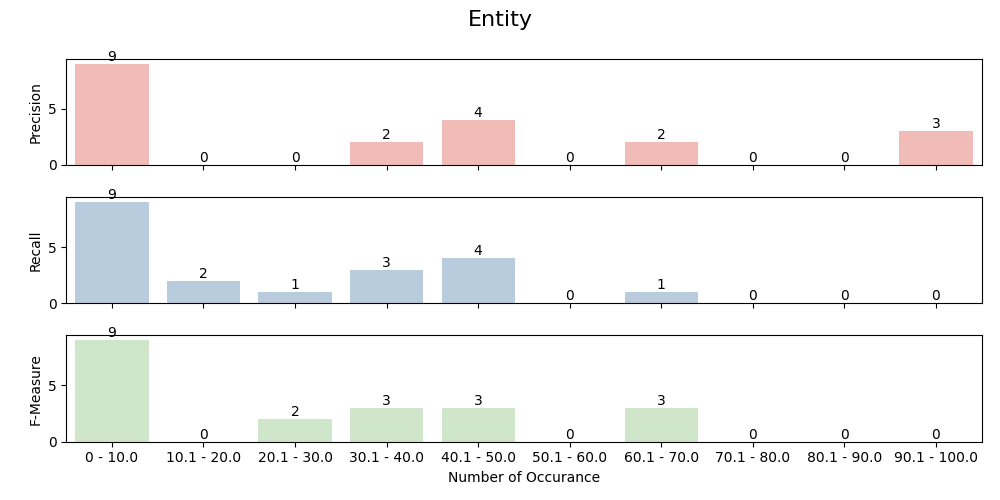 Entity
Precision
5
0
9 0 0 2 4 0 2 0 0 3
Recall
5
0
9 2 1 3 4 0 1 0 0 0
F-Measure
5
0
9 0 2 3 3 0 3 0 0 0
0 - 10.0 10.1 - 20.0 20.1 - 30.0 30.1 - 40.0 40.1 - 50.0 50.1 - 60.0 60.1 - 70.0 70.1 - 80.0 80.1 - 90.0 90.1 - 100.0
Number of Occurance